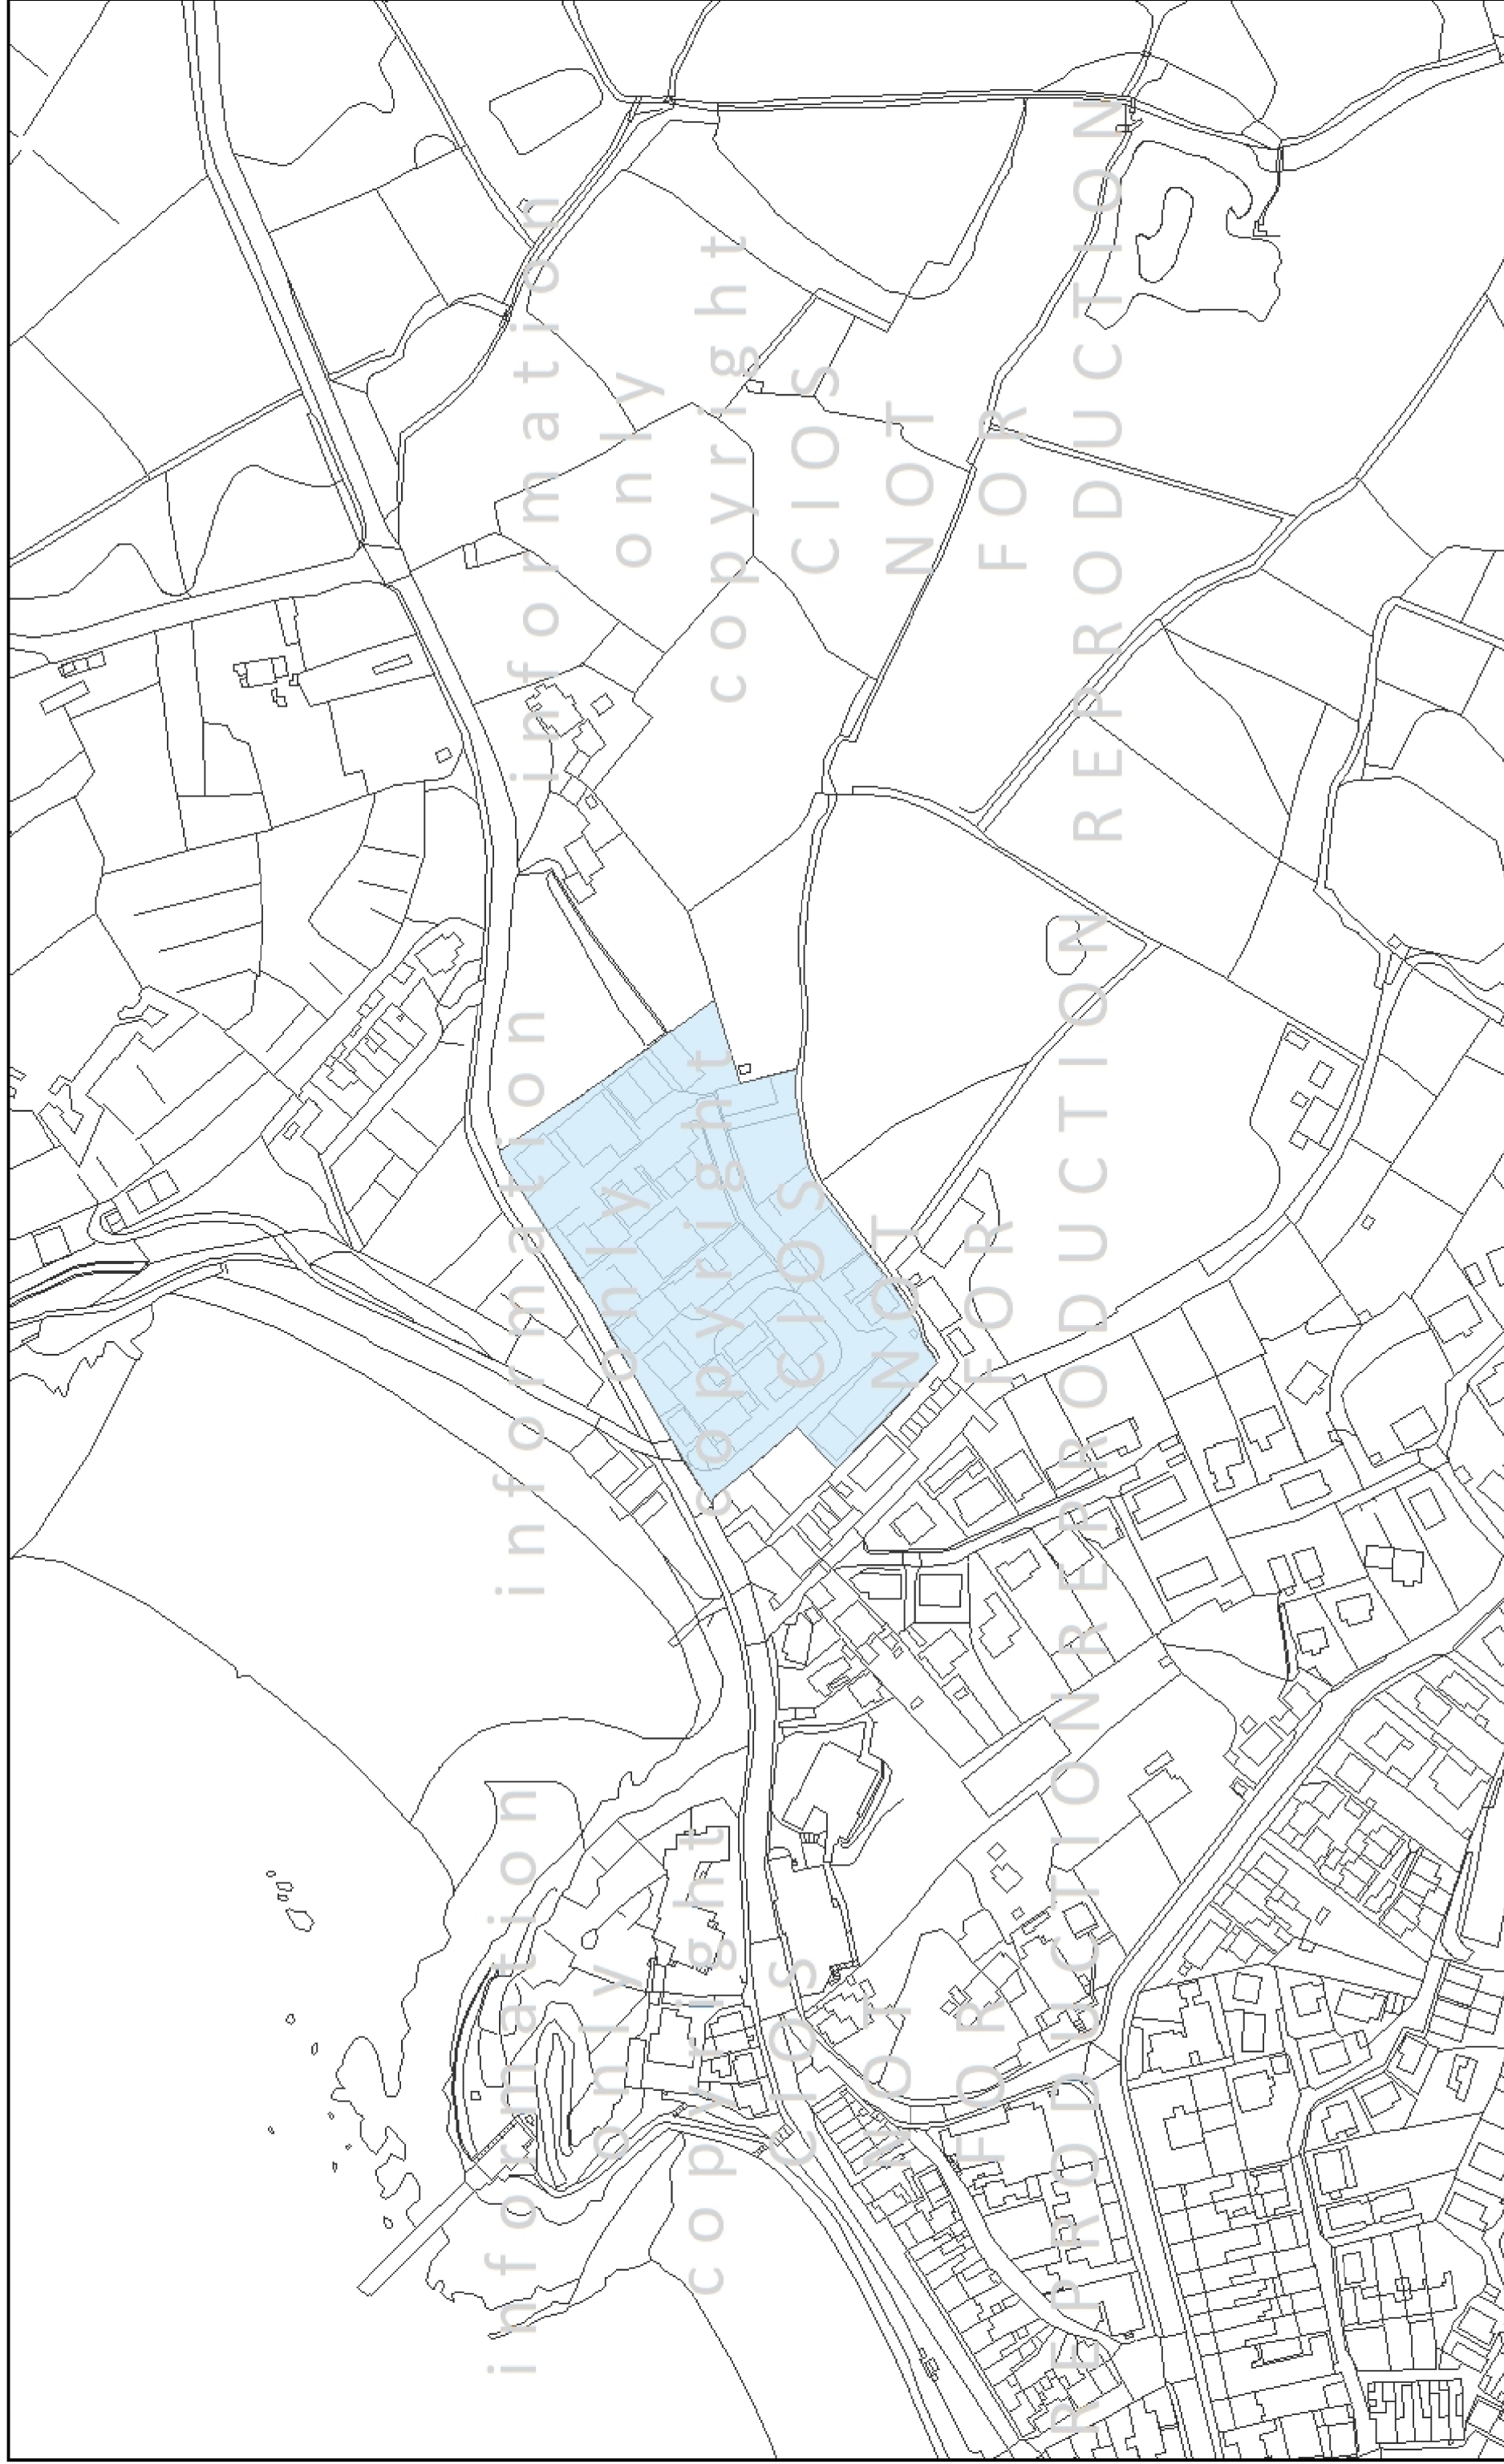 information
only
copyright
CIOS
NOT
FOR
REPRODUCTION
information
only
copyright
CIOS
NOT
FOR
REPRODUCTION
information
only
copyright
CIOS
NOT
FOR
REPRODUCTION